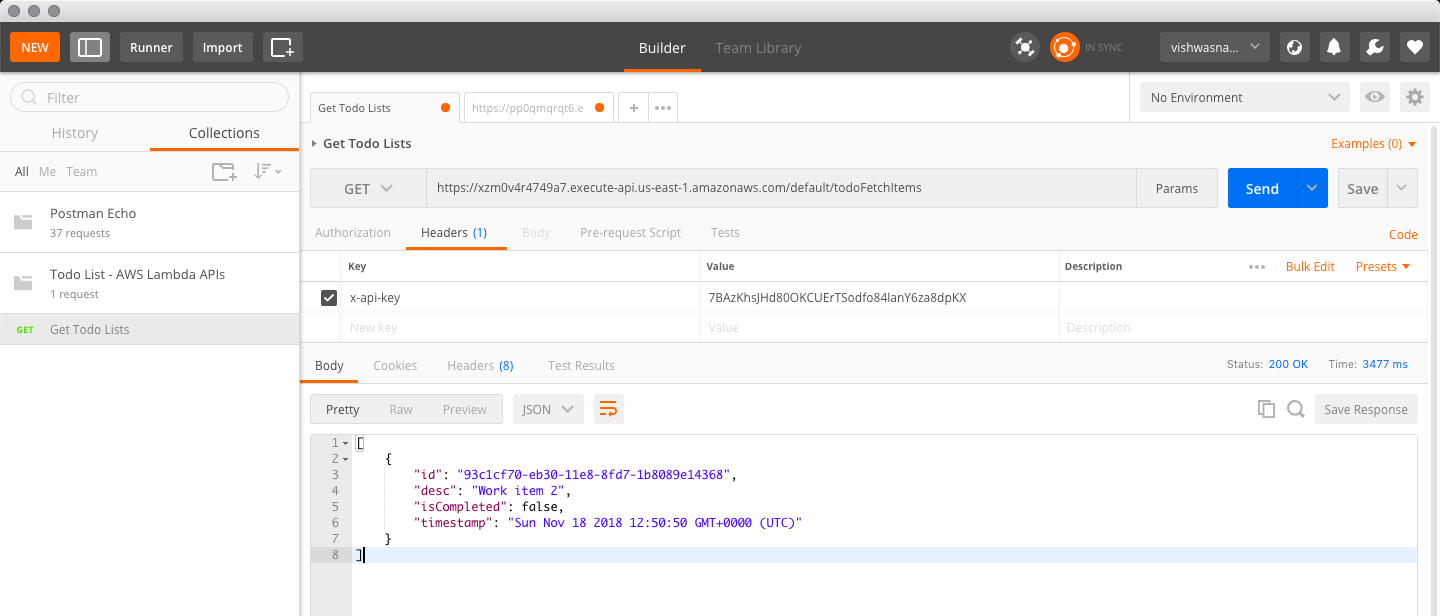 NEW Runner Import Builder Team Library IN SYNC vishwasna...
Filter
History Collections
All Me Team
Postman Echo
37 requests
Todo List - AWS Lambda APIs
1 request
GET Get Todo Lists
Get Todo Lists https://pp0qmqrqt6.e + ••• No Environment
Get Todo Lists Examples (0)
GET https://xzm0v4r4749a7.execute-api.us-east-1.amazonaws.com/default/todoFetchItems Params Send Save
Authorization Headers (1) Body Pre-request Script Tests Code
Key Value Description ••• Bulk Edit Presets
x-api-key 7BAzKhsJHd80OKCUErTSodfo84lanY6za8dpKX
New key Value Description
Body Cookies Headers (8) Test Results Status: 200 OK Time: 3477 ms
Pretty Raw Preview JSON Save Response
1 [
2 {
3 "id": "93c1cf70-eb30-11e8-8fd7-1b8089e14368",
4 "desc": "Work item 2",
5 "isCompleted": false,
6 "timestamp": "Sun Nov 18 2018 12:50:50 GMT+0000 (UTC)"
7 }
8 ]